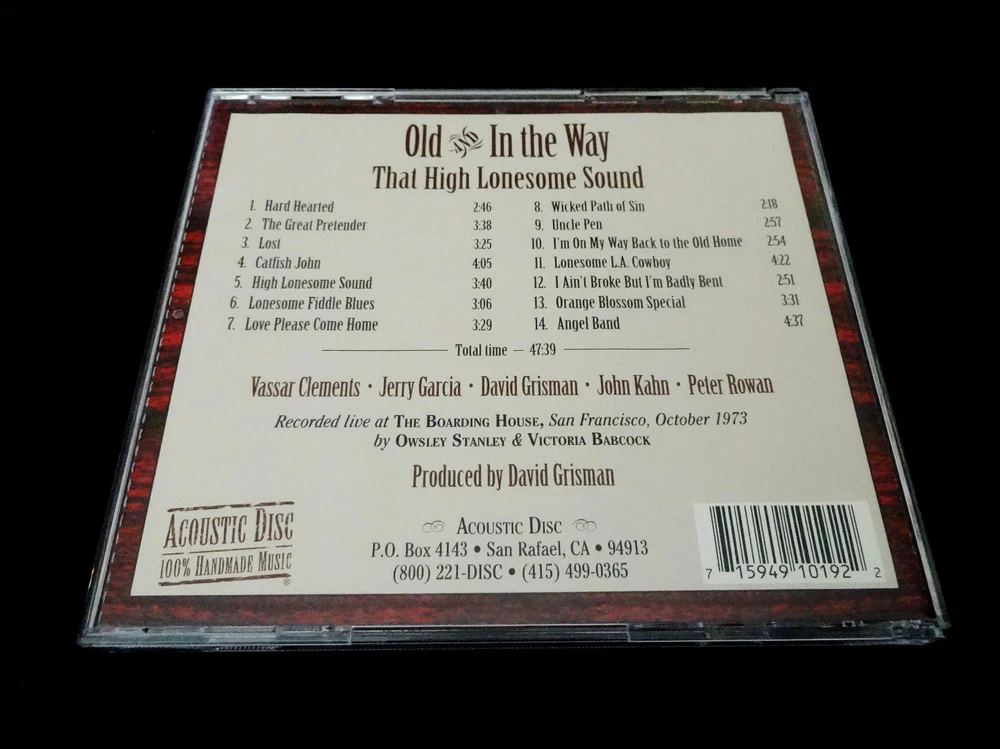 Old AND In the Way
That High Lonesome Sound
1. Hard Hearted 2:46
2. The Great Pretender 3:38
3. Lost 3:25
4. Catfish John 4:05
5. High Lonesome Sound 3:40
6. Lonesome Fiddle Blues 3:06
7. Love Please Come Home 3:29
8. Wicked Path of Sin 2:18
9. Uncle Pen 2:57
10. I'm On My Way Back to the Old Home 2:54
11. Lonesome L.A. Cowboy 4:22
12. I Ain't Broke But I'm Badly Bent 2:51
13. Orange Blossom Special 3:31
14. Angel Band 4:37
Total time – 47:39
Vassar Clements · Jerry Garcia · David Grisman · John Kahn · Peter Rowan
Recorded live at THE BOARDING HOUSE, San Francisco, October 1973
by OWSLEY STANLEY & VICTORIA BABCOCK
Produced by David Grisman
ACOUSTIC DISC
100% HANDMADE MUSIC
®
ACOUSTIC DISC
P.O. Box 4143 • San Rafael, CA • 94913
(800) 221-DISC • (415) 499-0365
7 15949 10192 2